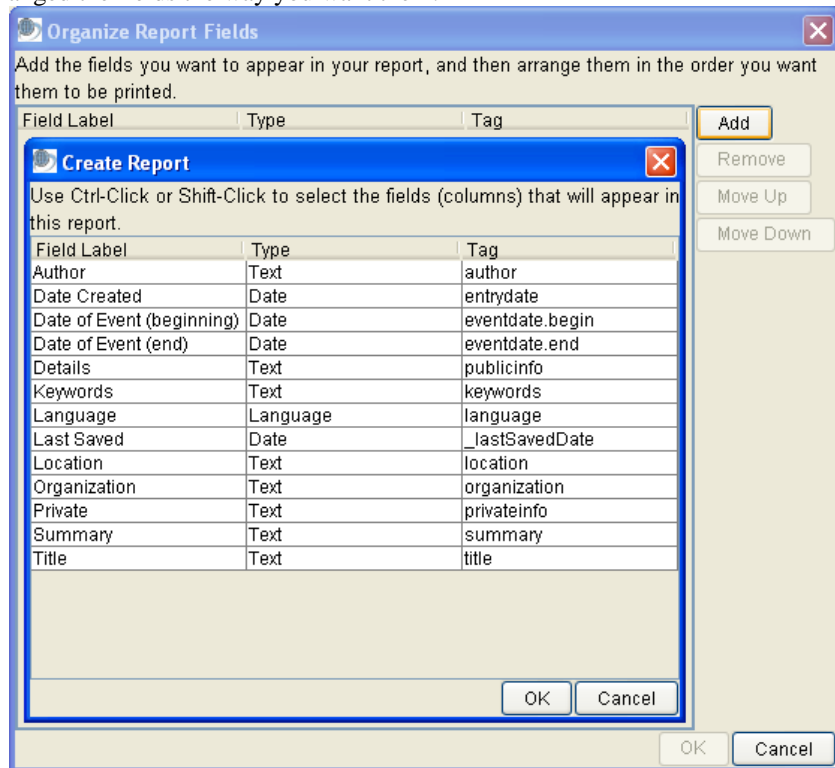 Organize Report Fields
Add the fields you want to appear in your report, and then arrange them in the order you want
them to be printed.
Field Label Type Tag
Add
Remove
Move Up
Move Down
Create Report
Use Ctrl-Click or Shift-Click to select the fields (columns) that will appear in
this report.
Field Label Type Tag
Author Text author
Date Created Date entrydate
Date of Event (beginning) Date eventdate.begin
Date of Event (end) Date eventdate.end
Details Text publicinfo
Keywords Text keywords
Language Language language
Last Saved Date _lastSavedDate
Location Text location
Organization Text organization
Private Text privateinfo
Summary Text summary
Title Text title
OK Cancel
OK Cancel